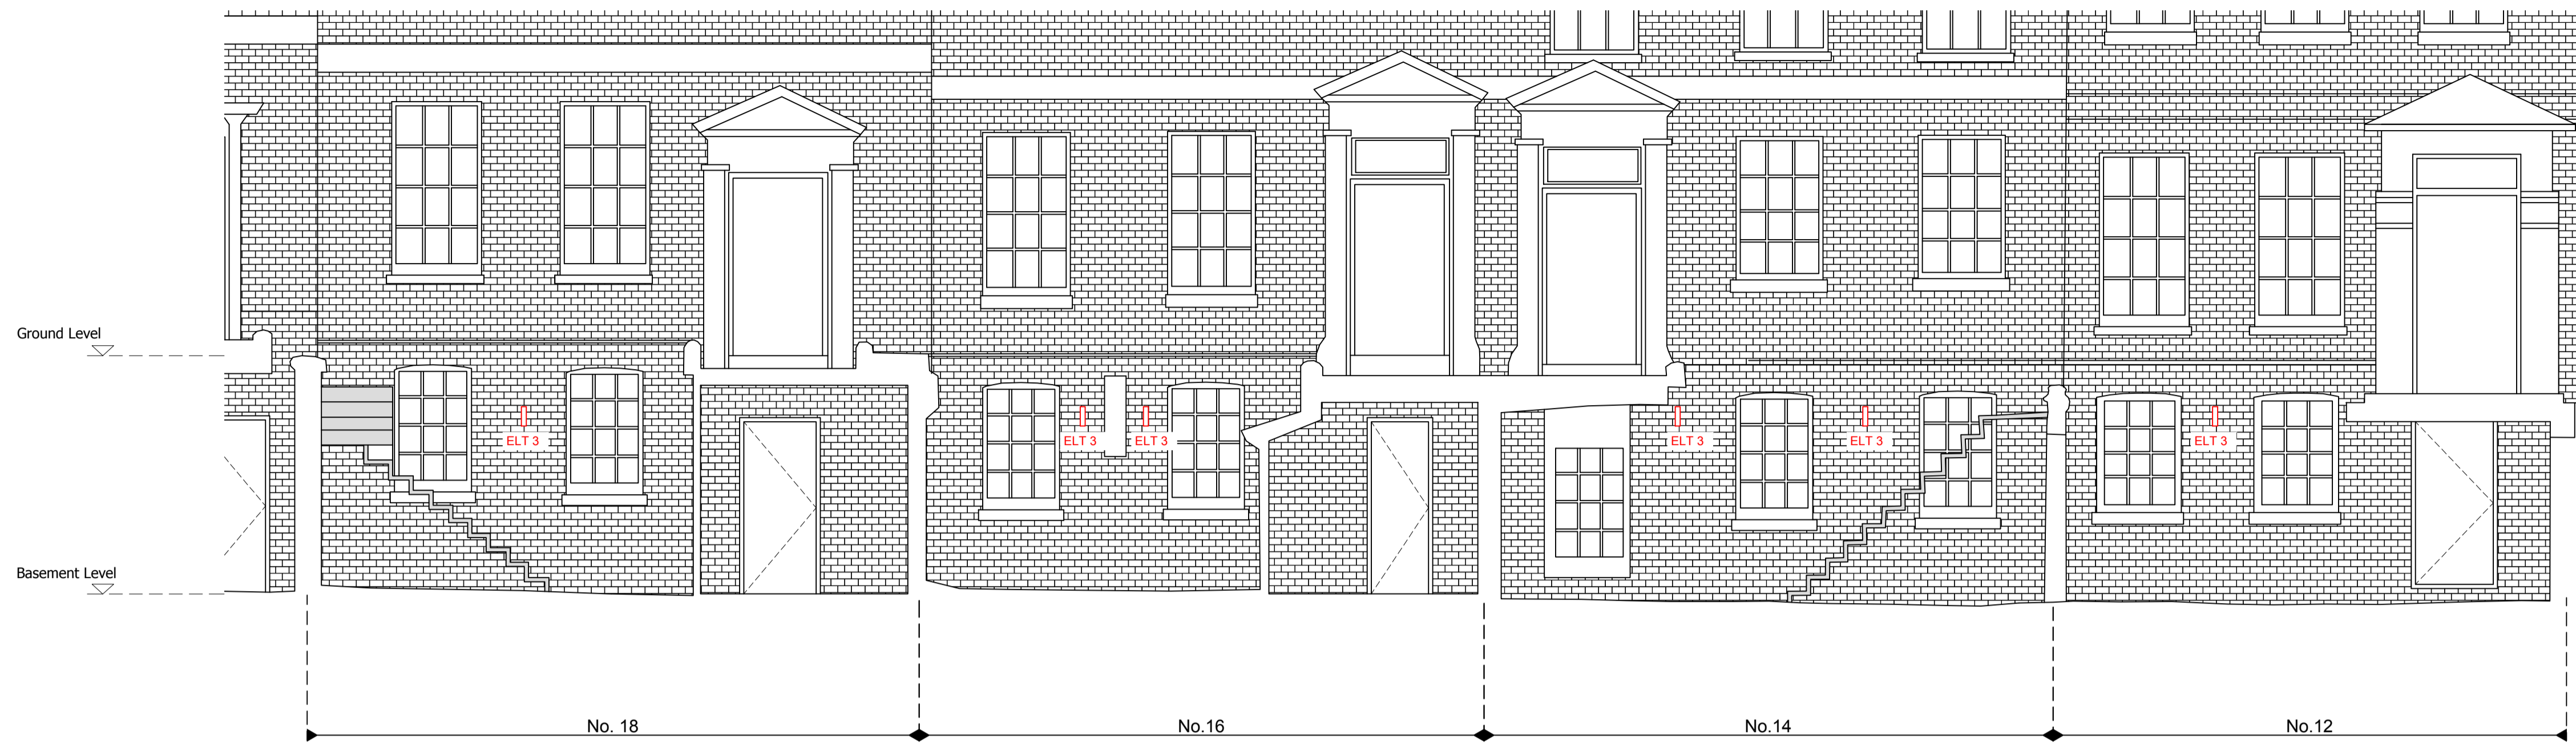 Ground Level
ELT 3
ELT 3
ELT 3
ELT 3
ELT 3
ELT 3
Basement Level
No. 18
No.16
No.14
No.12